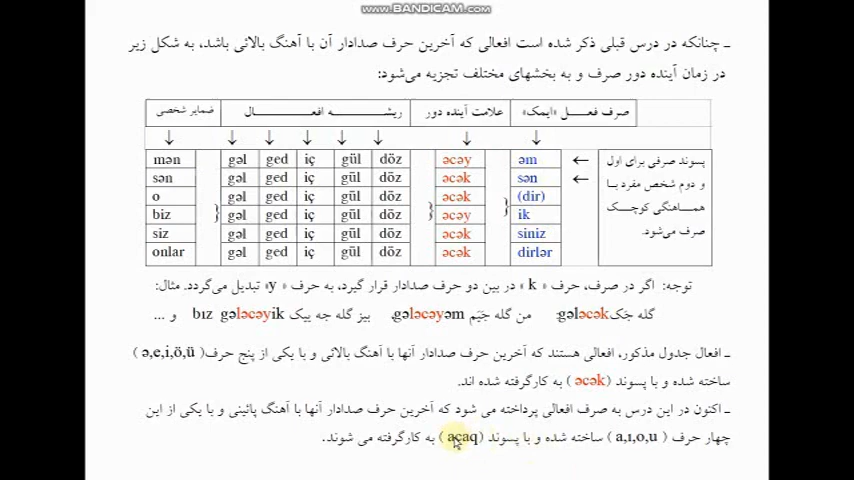 www.BANDICAM.com
ـ چنانکه در درس قبلی ذکر شده است افعالی که آخرین حرف صدادار آن با آهنگ بالائی باشد، به شکل زیر
در زمان آینده دور صرف و به بخشهای مختلف تجزیه می‌شود:
ضمایر شخصی ریشـــه افعـــال علامت آینده دور صرف فعــل «ایمک»
↓ ↓ ↓ ↓ ↓ ↓ ↓ ↓
mən gəl ged iç gül döz əcəy əm ← پسوند صرفی برای اول
sən gəl ged iç gül döz əcək sən ← و دوم شخص مفرد بـا
o gəl ged iç gül döz əcək (dir) همـــاهنگی کوچــک
biz } gəl ged iç gül döz } əcəy } ik صرف می‌شود.
siz gəl ged iç gül döz əcək siniz
onlar gəl ged iç gül döz əcək dirlər
توجه: اگر در صرف، حرف « k » در بین دو حرف صدادار قرار گیرد، به حرف « y» تبدیل می‌گردد. مثال:
گله جَک gələcək: من گله جَیَم gələcəyəm، بیز گله جه ییک bız gələcəyik و ...
ـ افعال جدول مذکور، افعالی هستند که آخرین حرف صدادار آنها با آهنگ بالائی و با یکی از پنج حرف( ə,e,i,ö,ü )
ساخته شده و با پسوند ( əcək ) به کارگرفته شده اند.
ـ اکنون در این درس به صرف افعالی پرداخته می شود که آخرین حرف صدادار آنها با آهنگ پائینی و با یکی از این
چهار حرف ( a,ı,o,u ) ساخته شده و با پسوند (acaq ) به کارگرفته می شوند.